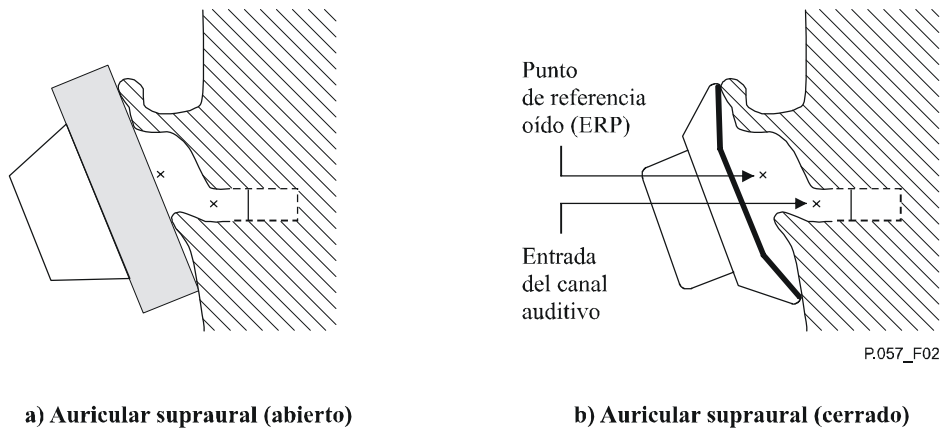 Punto
de referencia
oído (ERP)
Entrada
del canal
auditivo
P.057_F02
a) Auricular supraural (abierto)
b) Auricular supraural (cerrado)